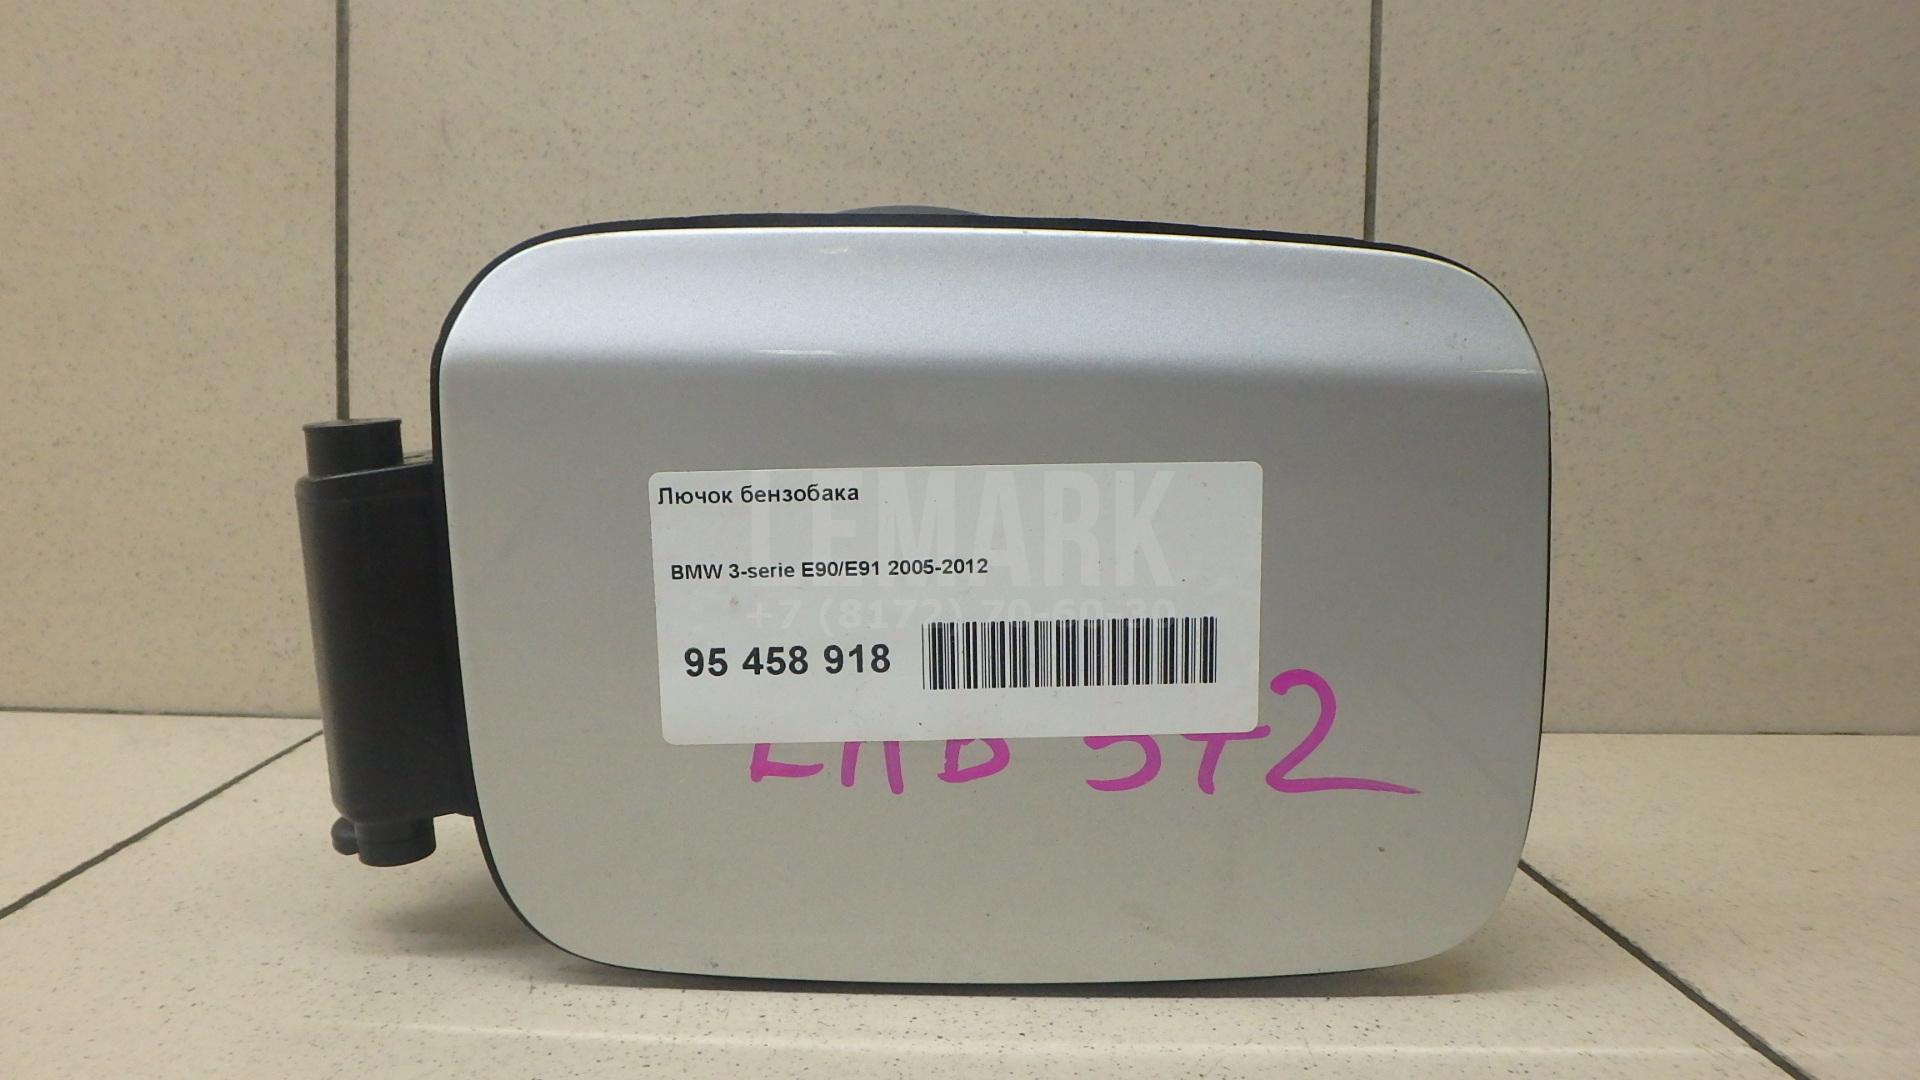 Лючок бензобака
LEMARK
BMW 3-serie E90/E91 2005-2012
+7 (8172) 70-60-30
95 458 918